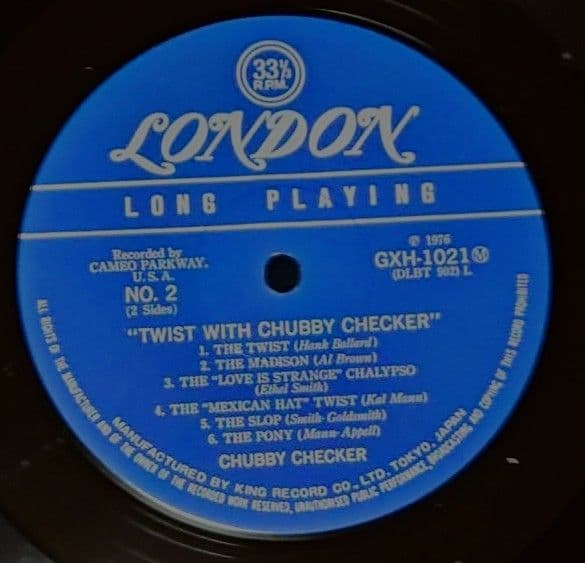 33⅓
R.P.M.
LONDON
LONG PLAYING
Recorded by
CAMEO PARKWAY.
U. S. A.
NO. 2
(2 Sides)
℗ 1976
GXH-1021 Ⓜ
(DLBT 902) L.
"TWIST WITH CHUBBY CHECKER"
1. THE TWIST (Hank Ballard)
2. THE MADISON (Al Brown)
3. THE "LOVE IS STRANGE" CHALYPSO
(Ethel Smith)
4. THE "MEXICAN HAT" TWIST (Kal Mann)
5. THE SLOP (Smith-Goldsmith)
6. THE PONY (Mann-Appell)
CHUBBY CHECKER
MANUFACTURED BY KING RECORD CO., LTD. TOKYO, JAPAN
ALL RIGHTS OF THE MANUFACTURER AND OF THE OWNER OF THE RECORDED WORK RESERVED, UNAUTHORISED PUBLIC PERFORMANCE, BROADCASTING AND COPYING OF THIS RECORD PROHIBITED